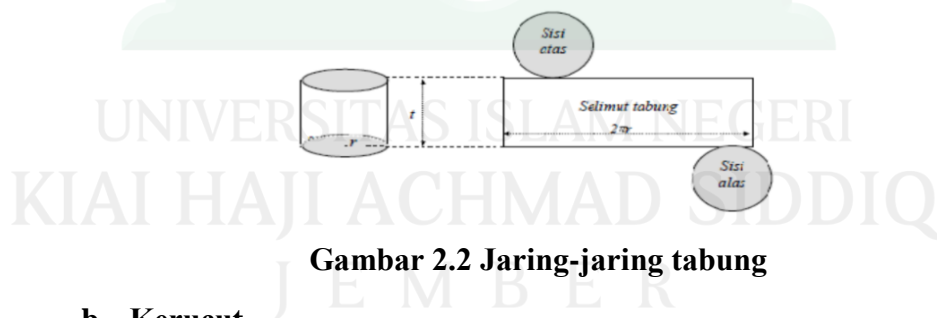 Sisi
atas
UNIVERSITAS ISLAM NEGERI
t
Selimut tabung
2πr
r
Sisi
alas
KIAI HAJI ACHMAD SIDDIQ
Gambar 2.2 Jaring-jaring tabung
J E M B E R
b. Kerucut